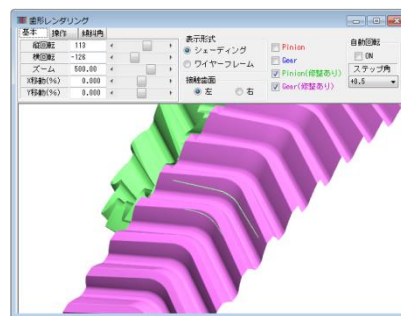 歯形レンダリング
基本 操作 傾斜角
縦回転 113
横回転 -126
ズーム 500.00
X移動(%) 0.000
Y移動(%) 0.000
表示形式
シェーディング
ワイヤーフレーム
接触歯面
左 右
Pinion
Gear
Pinion(修整あり)
Gear(修整あり)
自動回転
ON
ステップ角
+0.5